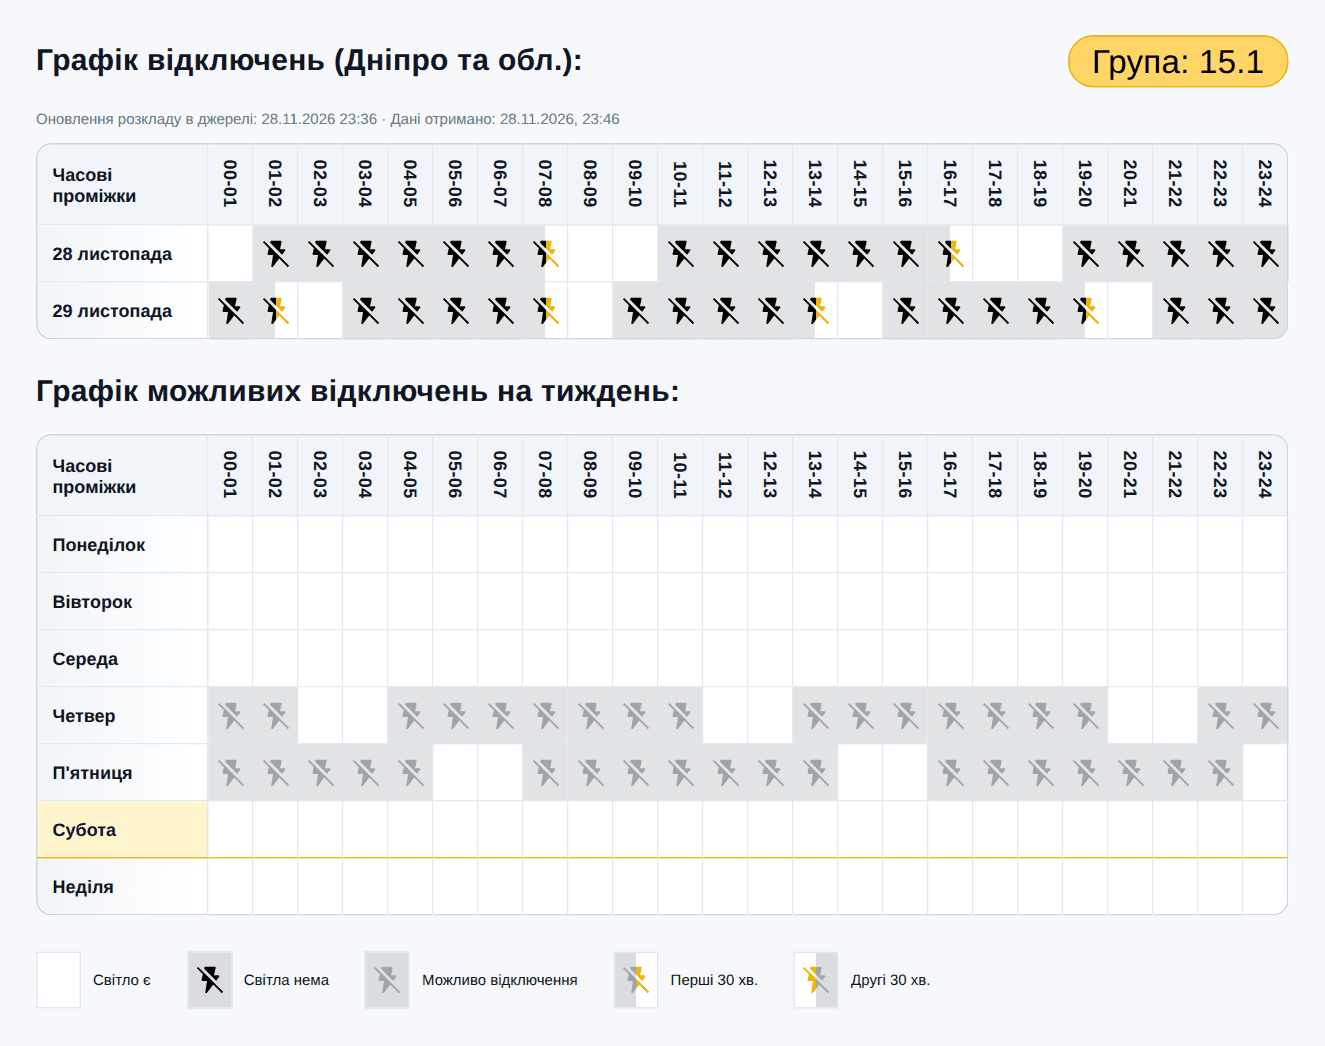 Графік відключень (Дніпро та обл.):
Група: 15.1
Оновлення розкладу в джерелі: 28.11.2026 23:36 · Дані отримано: 28.11.2026, 23:46
Часові проміжки 00-01 01-02 02-03 03-04 04-05 05-06 06-07 07-08 08-09 09-10 10-11 11-12 12-13 13-14 14-15 15-16 16-17 17-18 18-19 19-20 20-21 21-22 22-23 23-24
28 листопада
29 листопада
Графік можливих відключень на тиждень:
Часові проміжки 00-01 01-02 02-03 03-04 04-05 05-06 06-07 07-08 08-09 09-10 10-11 11-12 12-13 13-14 14-15 15-16 16-17 17-18 18-19 19-20 20-21 21-22 22-23 23-24
Понеділок
Вівторок
Середа
Четвер
П'ятниця
Субота
Неділя
Світло є Світла нема Можливо відключення Перші 30 хв. Другі 30 хв.